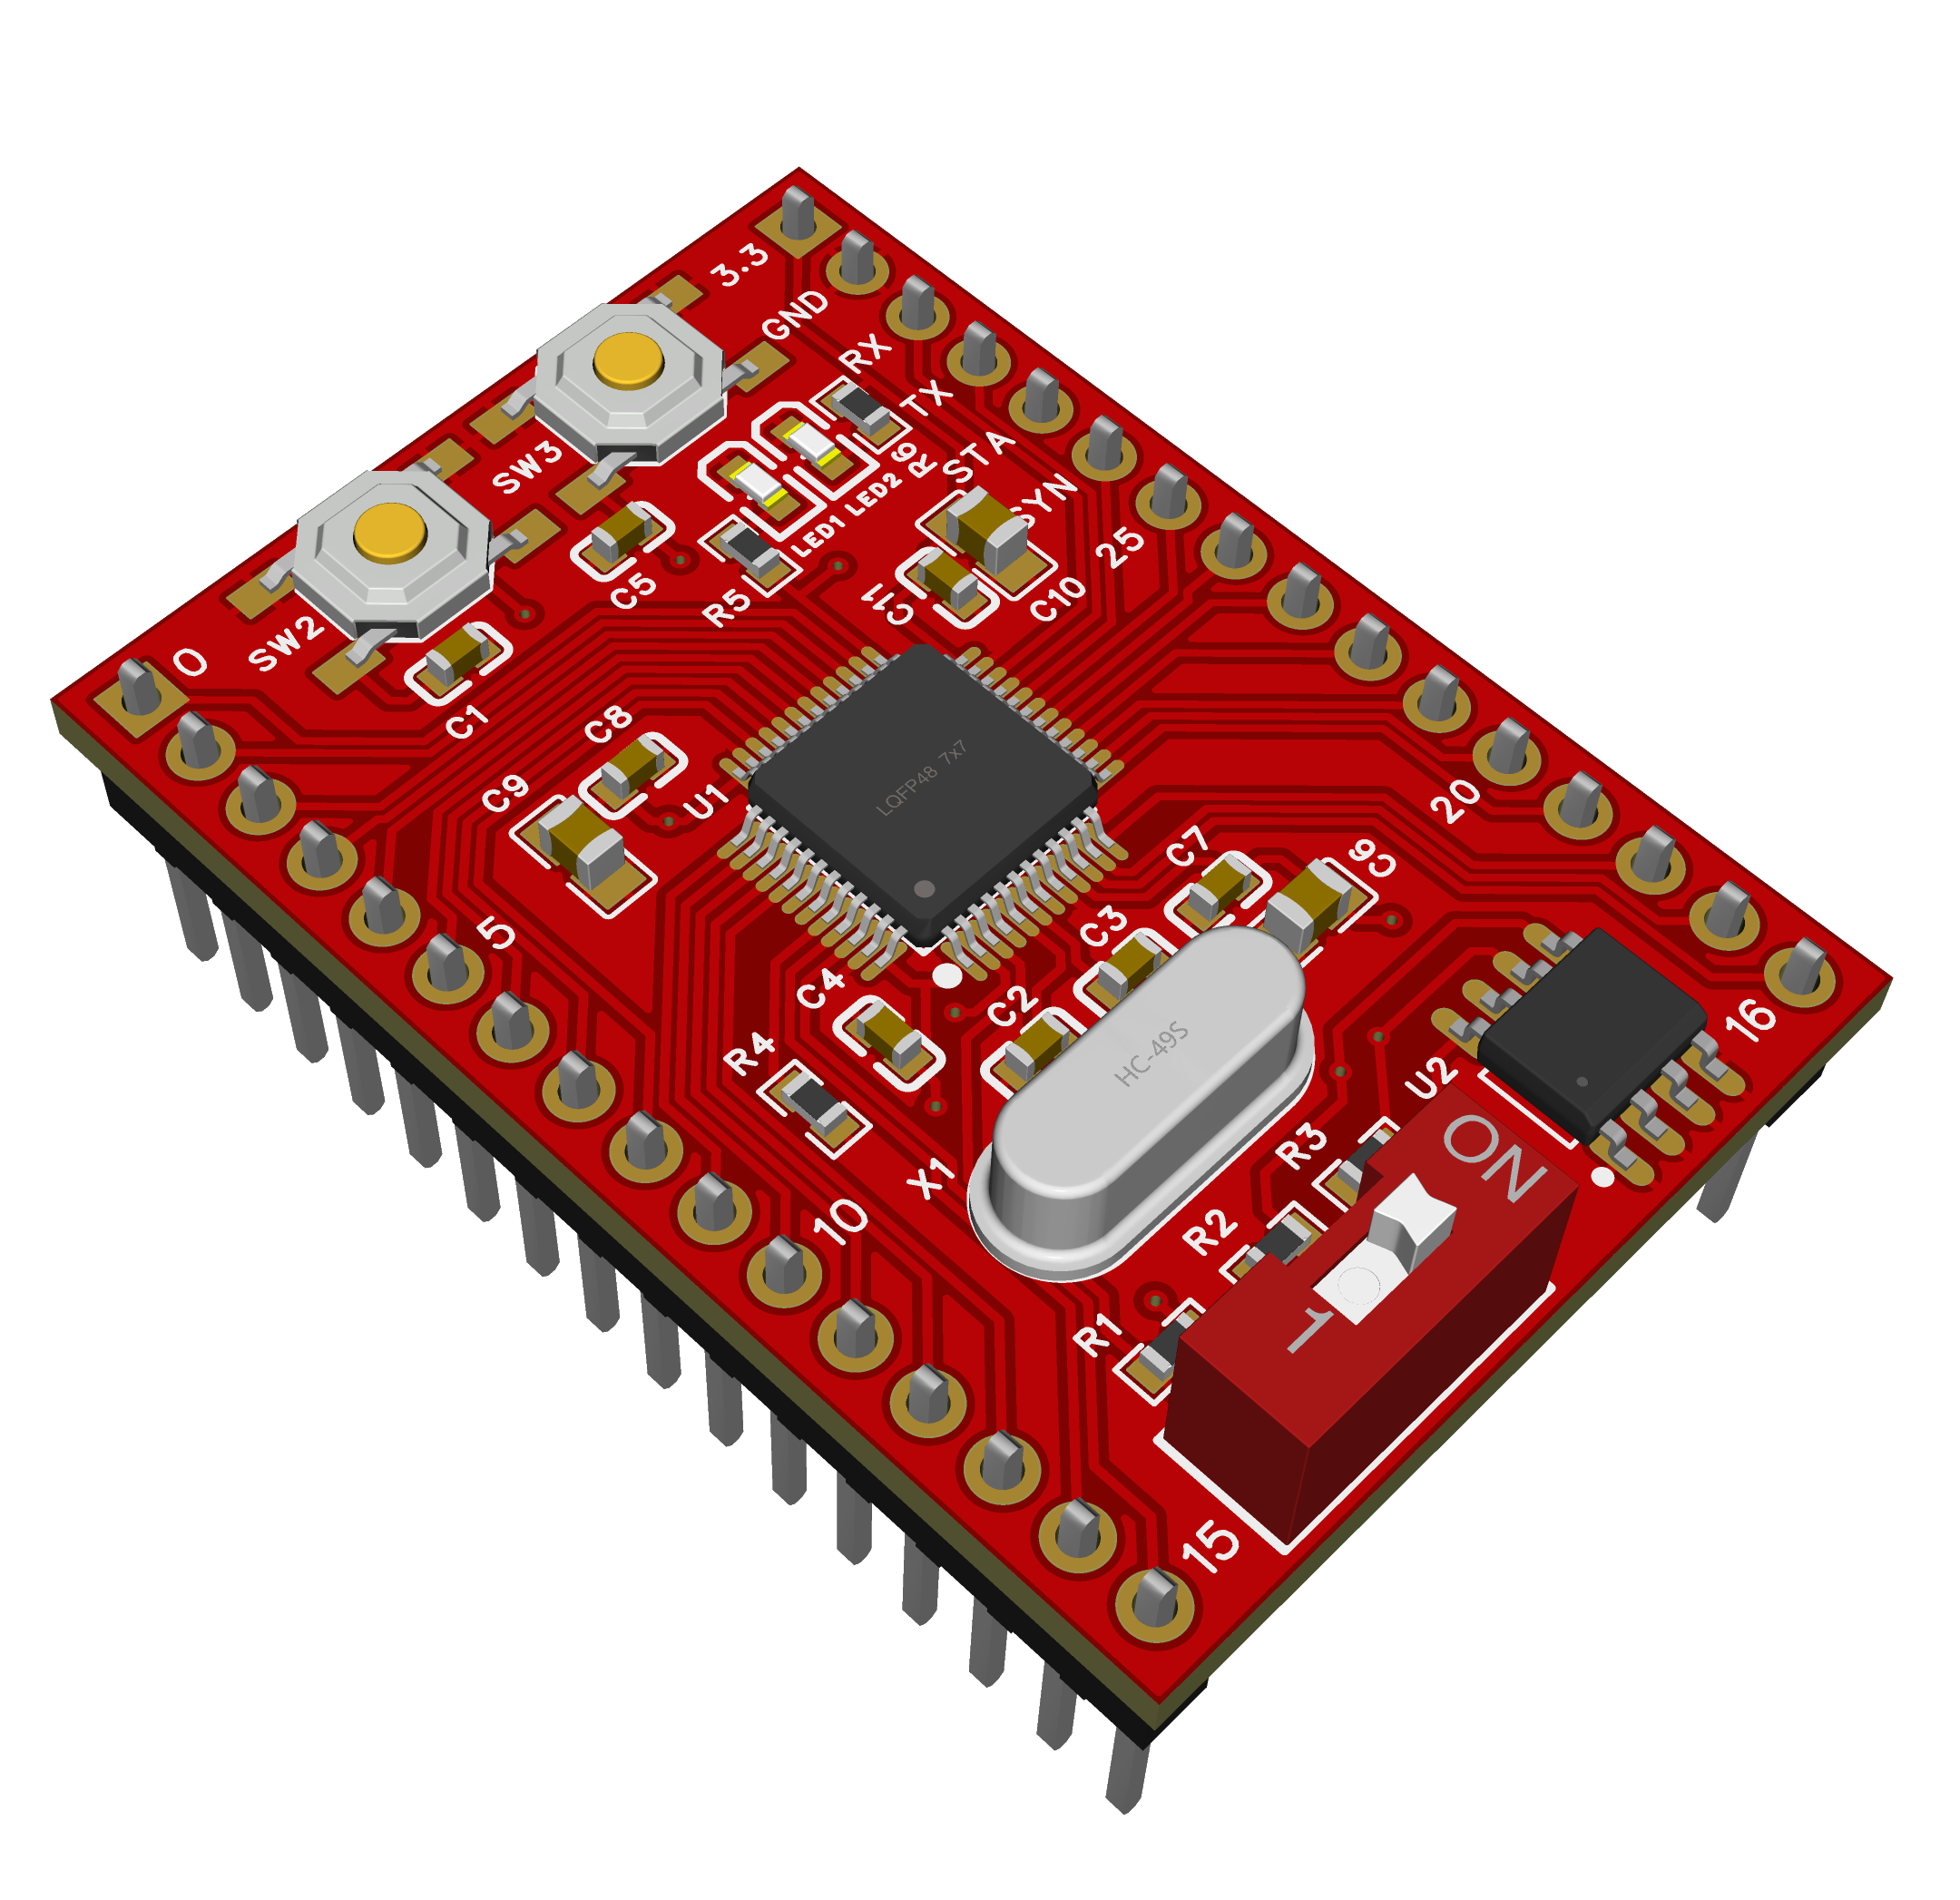 3.3
GND
RX
TX
STA
SYN
25
20
16
0
5
10
15
SW3
SW2
LED1
LED2
R6
R5
C5
C1
C11
C10
C8
C9
U1
LQFP48 7x7
C7
C6
C3
C2
C4
R4
X1
HC-49S
U2
R3
R2
R1
ON
1